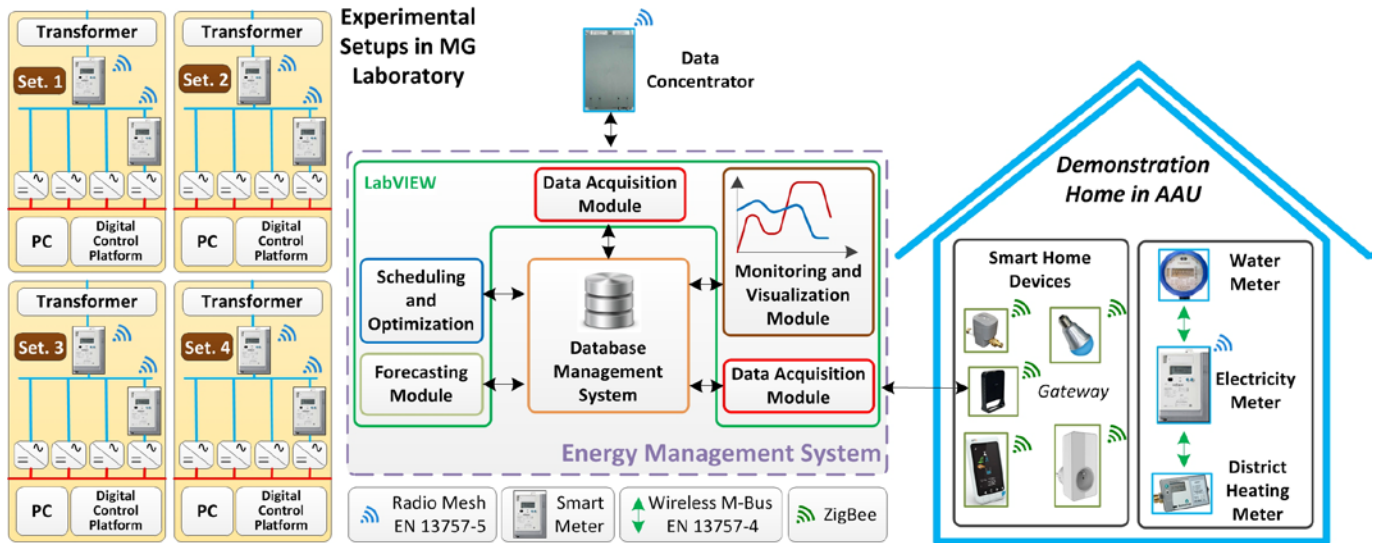 Transformer
Set. 1
PC
Digital
Control
Platform
Transformer
Set. 2
PC
Digital
Control
Platform
Transformer
Set. 3
PC
Digital
Control
Platform
Transformer
Set. 4
PC
Digital
Control
Platform
Experimental
Setups in MG
Laboratory
Data
Concentrator
LabVIEW
Data Acquisition
Module
Scheduling
and
Optimization
Forecasting
Module
Database
Management
System
Monitoring and
Visualization
Module
Data Acquisition
Module
Energy Management System
Radio Mesh
EN 13757-5
Smart
Meter
Wireless M-Bus
EN 13757-4
ZigBee
Demonstration
Home in AAU
Smart Home
Devices
Gateway
Water
Meter
Electricity
Meter
District
Heating
Meter